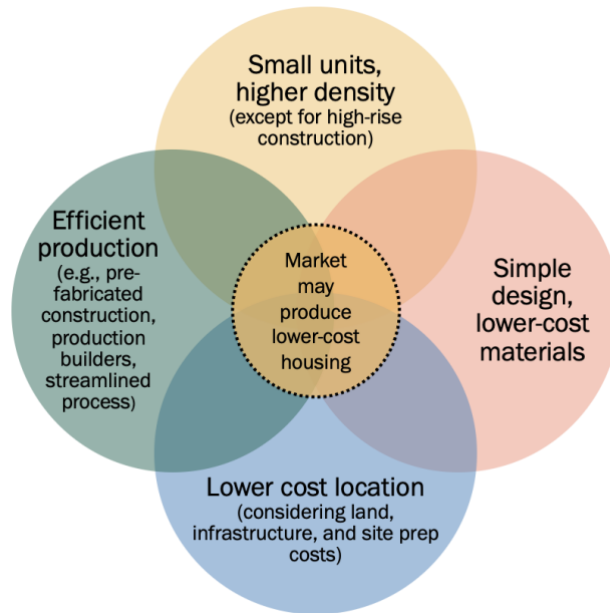 Small units,
higher density
(except for high-rise
construction)
Efficient
production
(e.g., pre-
fabricated
construction,
production
builders,
streamlined
process)
Market
may
produce
lower-cost
housing
Simple
design,
lower-cost
materials
Lower cost location
(considering land,
infrastructure, and site prep
costs)